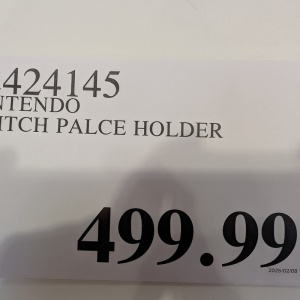 424145
NTENDO
ITCH PALCE HOLDER
499.99